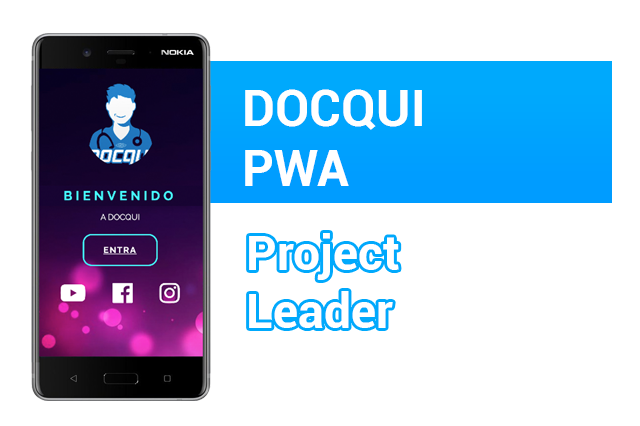 NOKIA
DOCQUI
BIENVENIDO
A DOCQUI
ENTRA
DOCQUI
PWA
Project
Leader